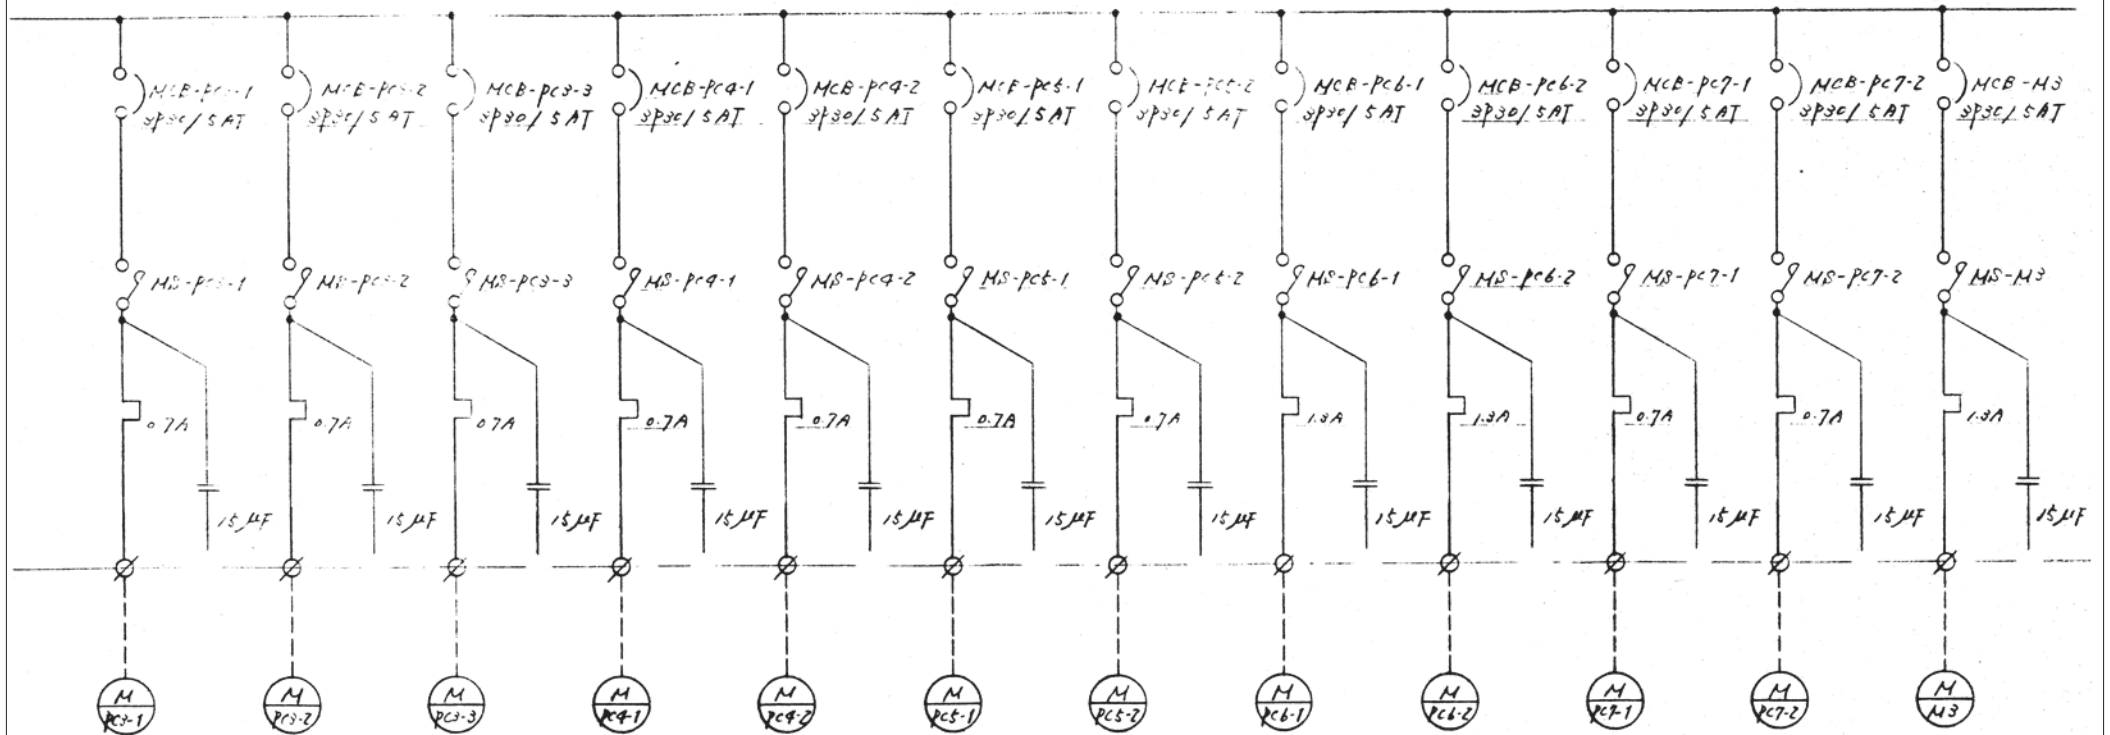 MCB-PC3-1
3P30/5AT
MCB-PC3-2
3P30/5AT
MCB-PC3-3
3P30/5AT
MCB-PC4-1
3P30/5AT
MCB-PC4-2
3P30/5AT
MCB-PC5-1
3P30/5AT
MCB-PC5-2
3P30/5AT
MCB-PC6-1
3P30/5AT
MCB-PC6-2
3P30/5AT
MCB-PC7-1
3P30/5AT
MCB-PC7-2
3P30/5AT
MCB-M3
3P30/5AT
MS-PC3-1
MS-PC3-2
MS-PC3-3
MS-PC4-1
MS-PC4-2
MS-PC5-1
MS-PC5-2
MS-PC6-1
MS-PC6-2
MS-PC7-1
MS-PC7-2
MS-M3
0.7A
0.7A
0.7A
0.7A
0.7A
0.7A
0.7A
1.3A
1.3A
0.7A
0.7A
1.3A
15μF
15μF
15μF
15μF
15μF
15μF
15μF
15μF
15μF
15μF
15μF
15μF
M
PC3-1
M
PC3-2
M
PC3-3
M
PC4-1
M
PC4-2
M
PC5-1
M
PC5-2
M
PC6-1
M
PC6-2
M
PC7-1
M
PC7-2
M
M3